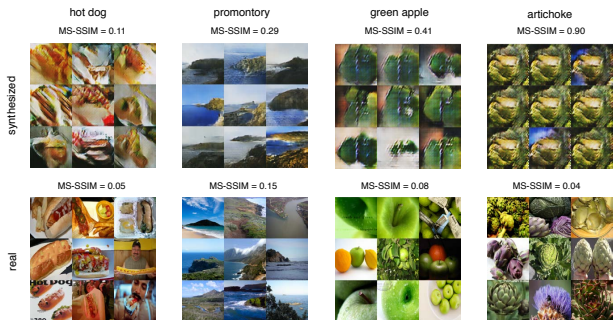 hot dog promontory green apple artichoke
MS-SSIM = 0.11 MS-SSIM = 0.29 MS-SSIM = 0.41 MS-SSIM = 0.90
synthesized
MS-SSIM = 0.05 MS-SSIM = 0.15 MS-SSIM = 0.08 MS-SSIM = 0.04
real
HOT DOG